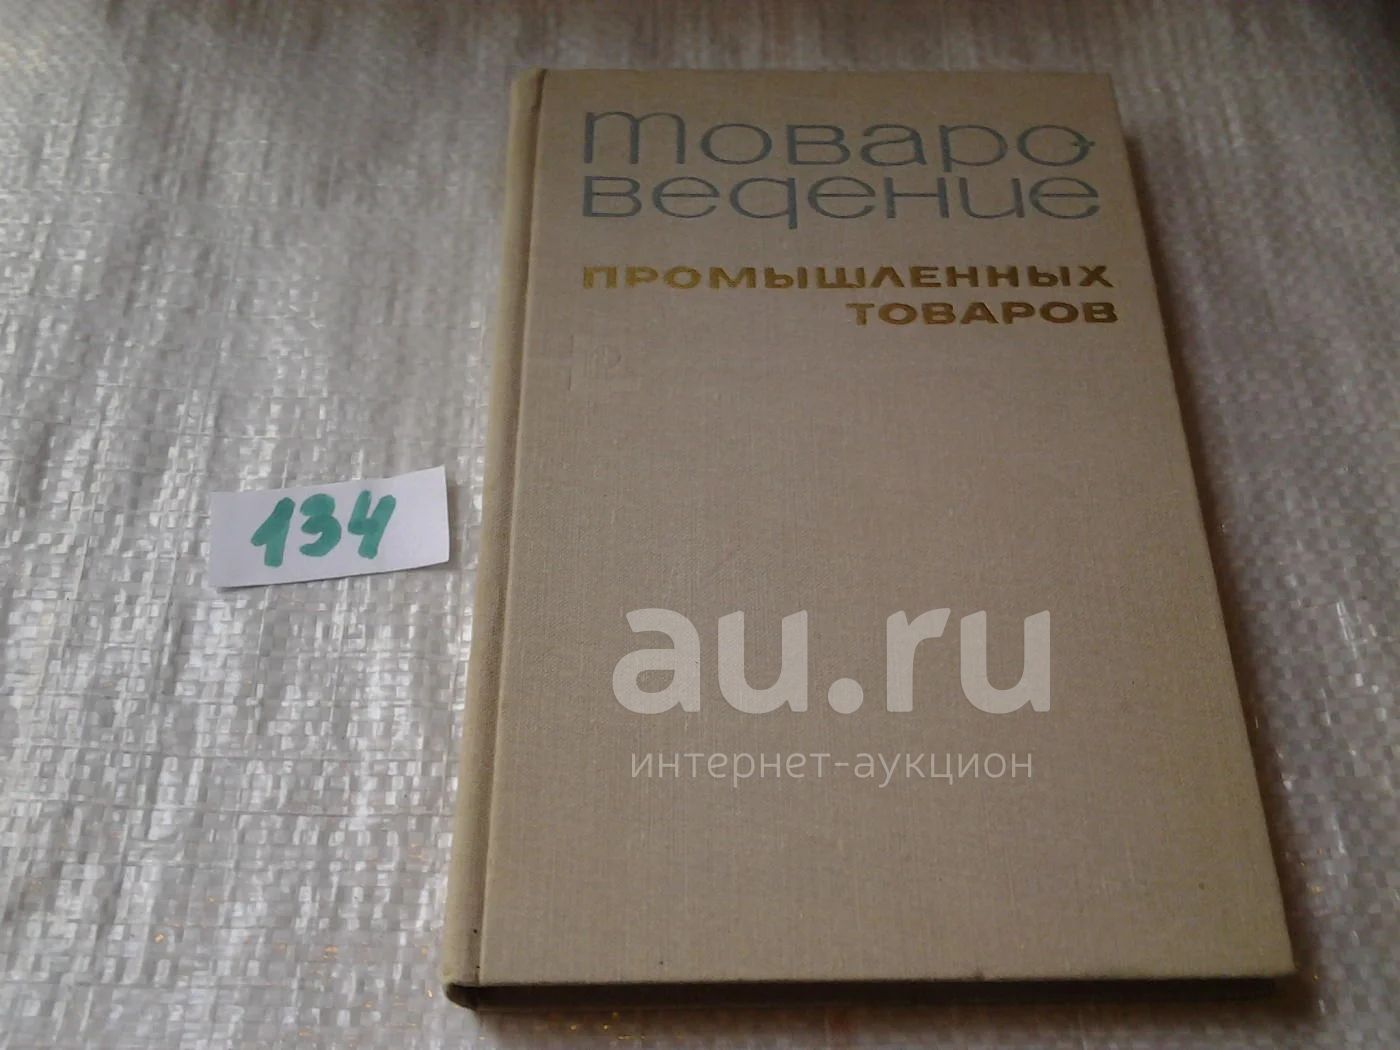 Товаро-
ведение
ПРОМЫШЛЕННЫХ
ТОВАРОВ
134
au.ru
интернет-аукцион